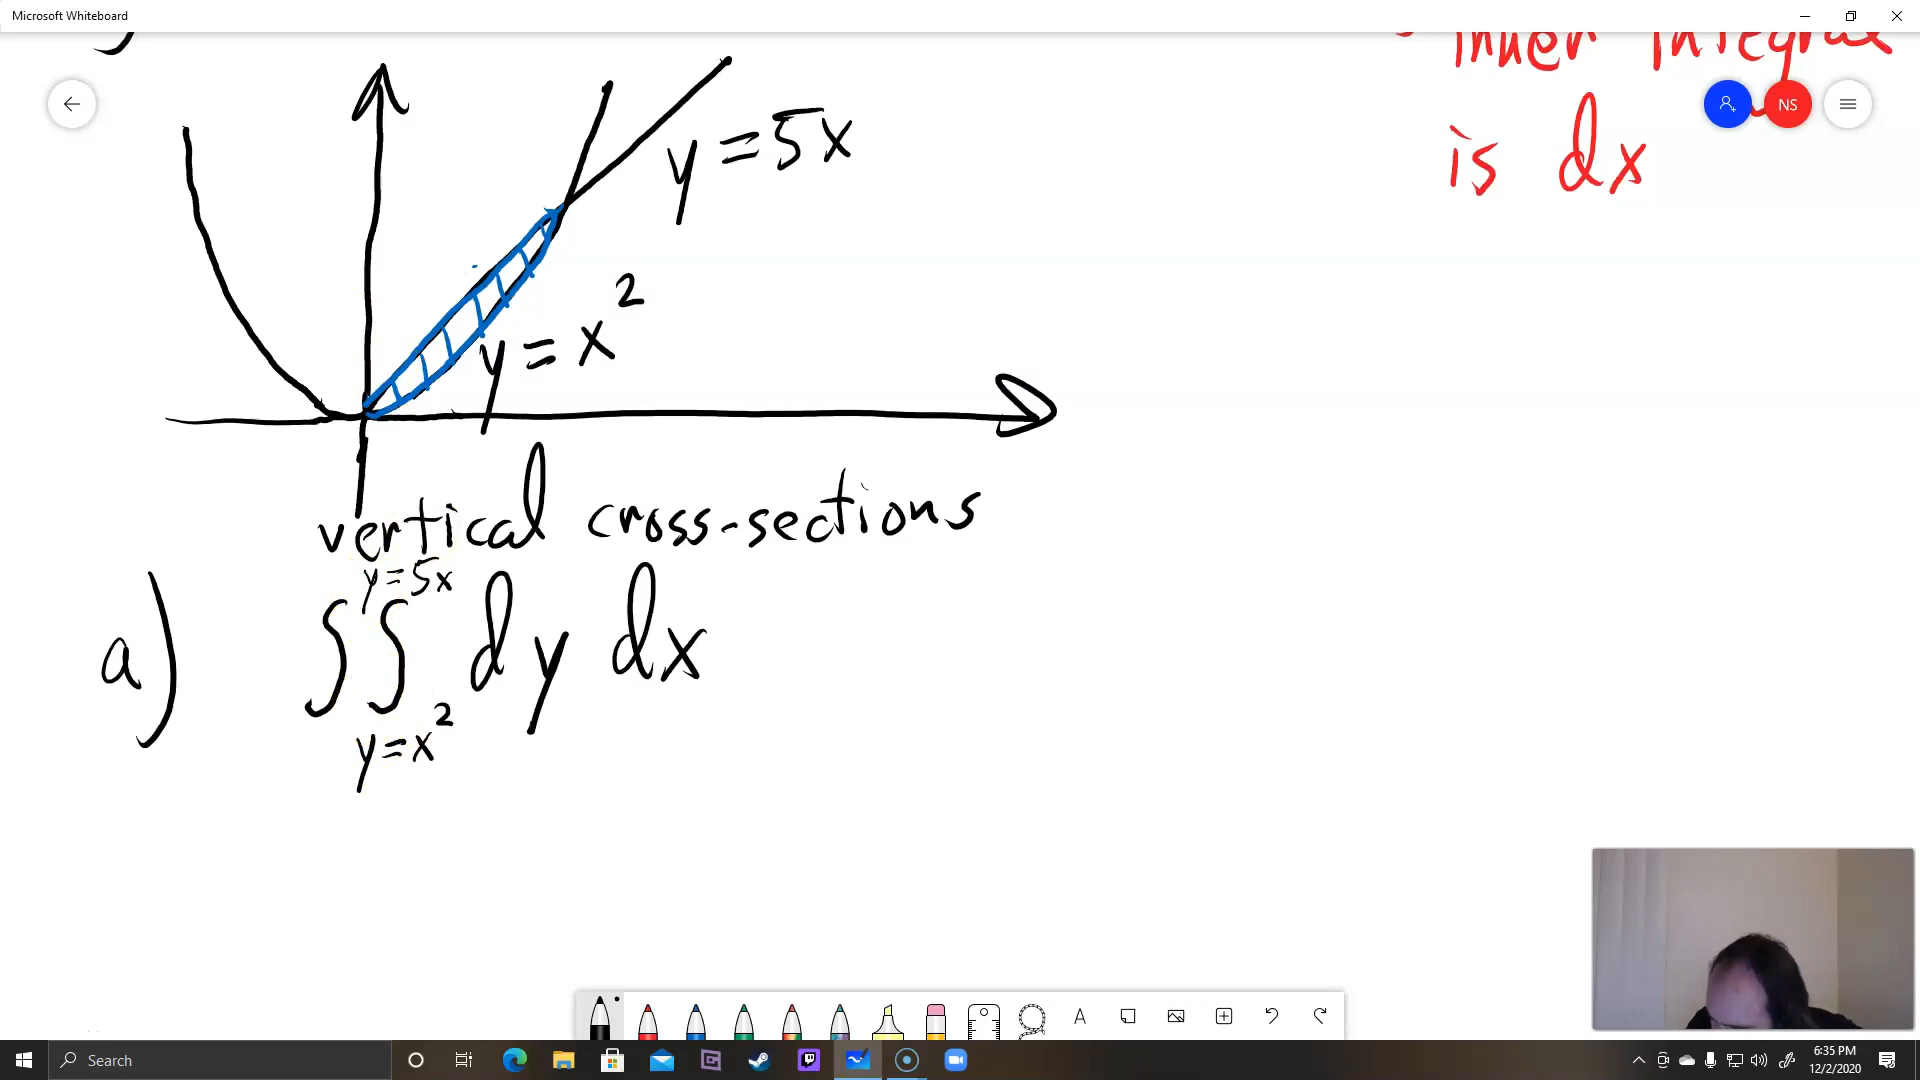 Microsoft Whiteboard
inner integral
is dx
NS
y = 5x
y = x²
vertical cross-sections
y = 5x
a) ∫∫ dy dx
y = x²
A
Search
6:35 PM
12/2/2020